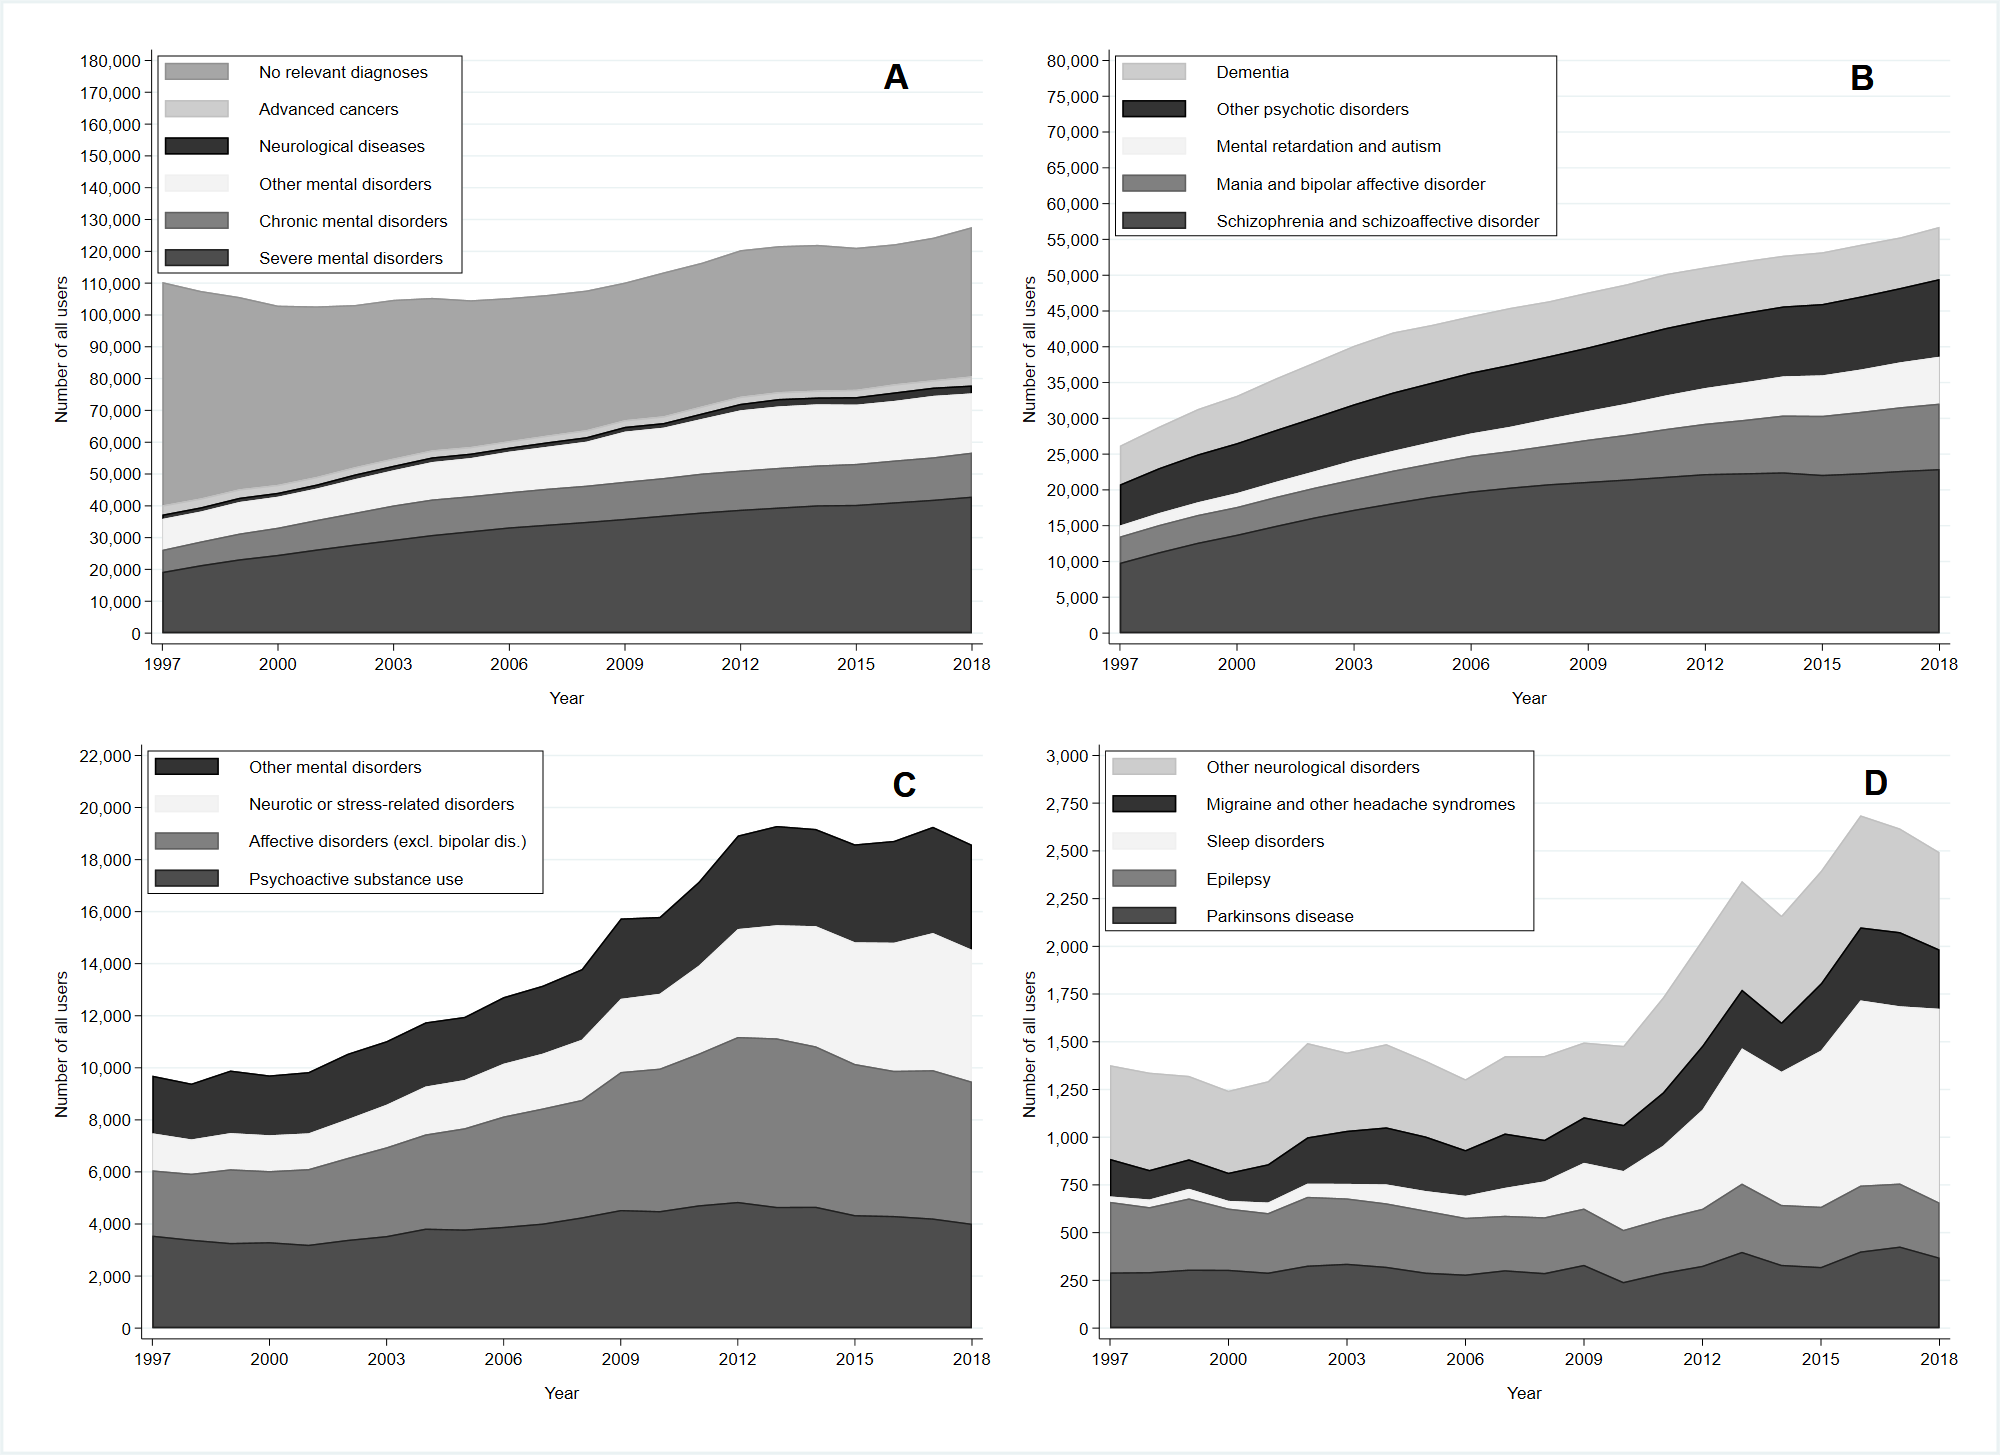 A
180,000
170,000
160,000
150,000
140,000
130,000
120,000
110,000
100,000
90,000
80,000
70,000
60,000
50,000
40,000
30,000
20,000
10,000
0
Number of all users
No relevant diagnoses
Advanced cancers
Neurological diseases
Other mental disorders
Chronic mental disorders
Severe mental disorders
1997 2000 2003 2006 2009 2012 2015 2018
Year
B
80,000
75,000
70,000
65,000
60,000
55,000
50,000
45,000
40,000
35,000
30,000
25,000
20,000
15,000
10,000
5,000
0
Number of all users
Dementia
Other psychotic disorders
Mental retardation and autism
Mania and bipolar affective disorder
Schizophrenia and schizoaffective disorder
1997 2000 2003 2006 2009 2012 2015 2018
Year
C
22,000
20,000
18,000
16,000
14,000
12,000
10,000
8,000
6,000
4,000
2,000
0
Number of all users
Other mental disorders
Neurotic or stress-related disorders
Affective disorders (excl. bipolar dis.)
Psychoactive substance use
1997 2000 2003 2006 2009 2012 2015 2018
Year
D
3,000
2,750
2,500
2,250
2,000
1,750
1,500
1,250
1,000
750
500
250
0
Number of all users
Other neurological disorders
Migraine and other headache syndromes
Sleep disorders
Epilepsy
Parkinsons disease
1997 2000 2003 2006 2009 2012 2015 2018
Year